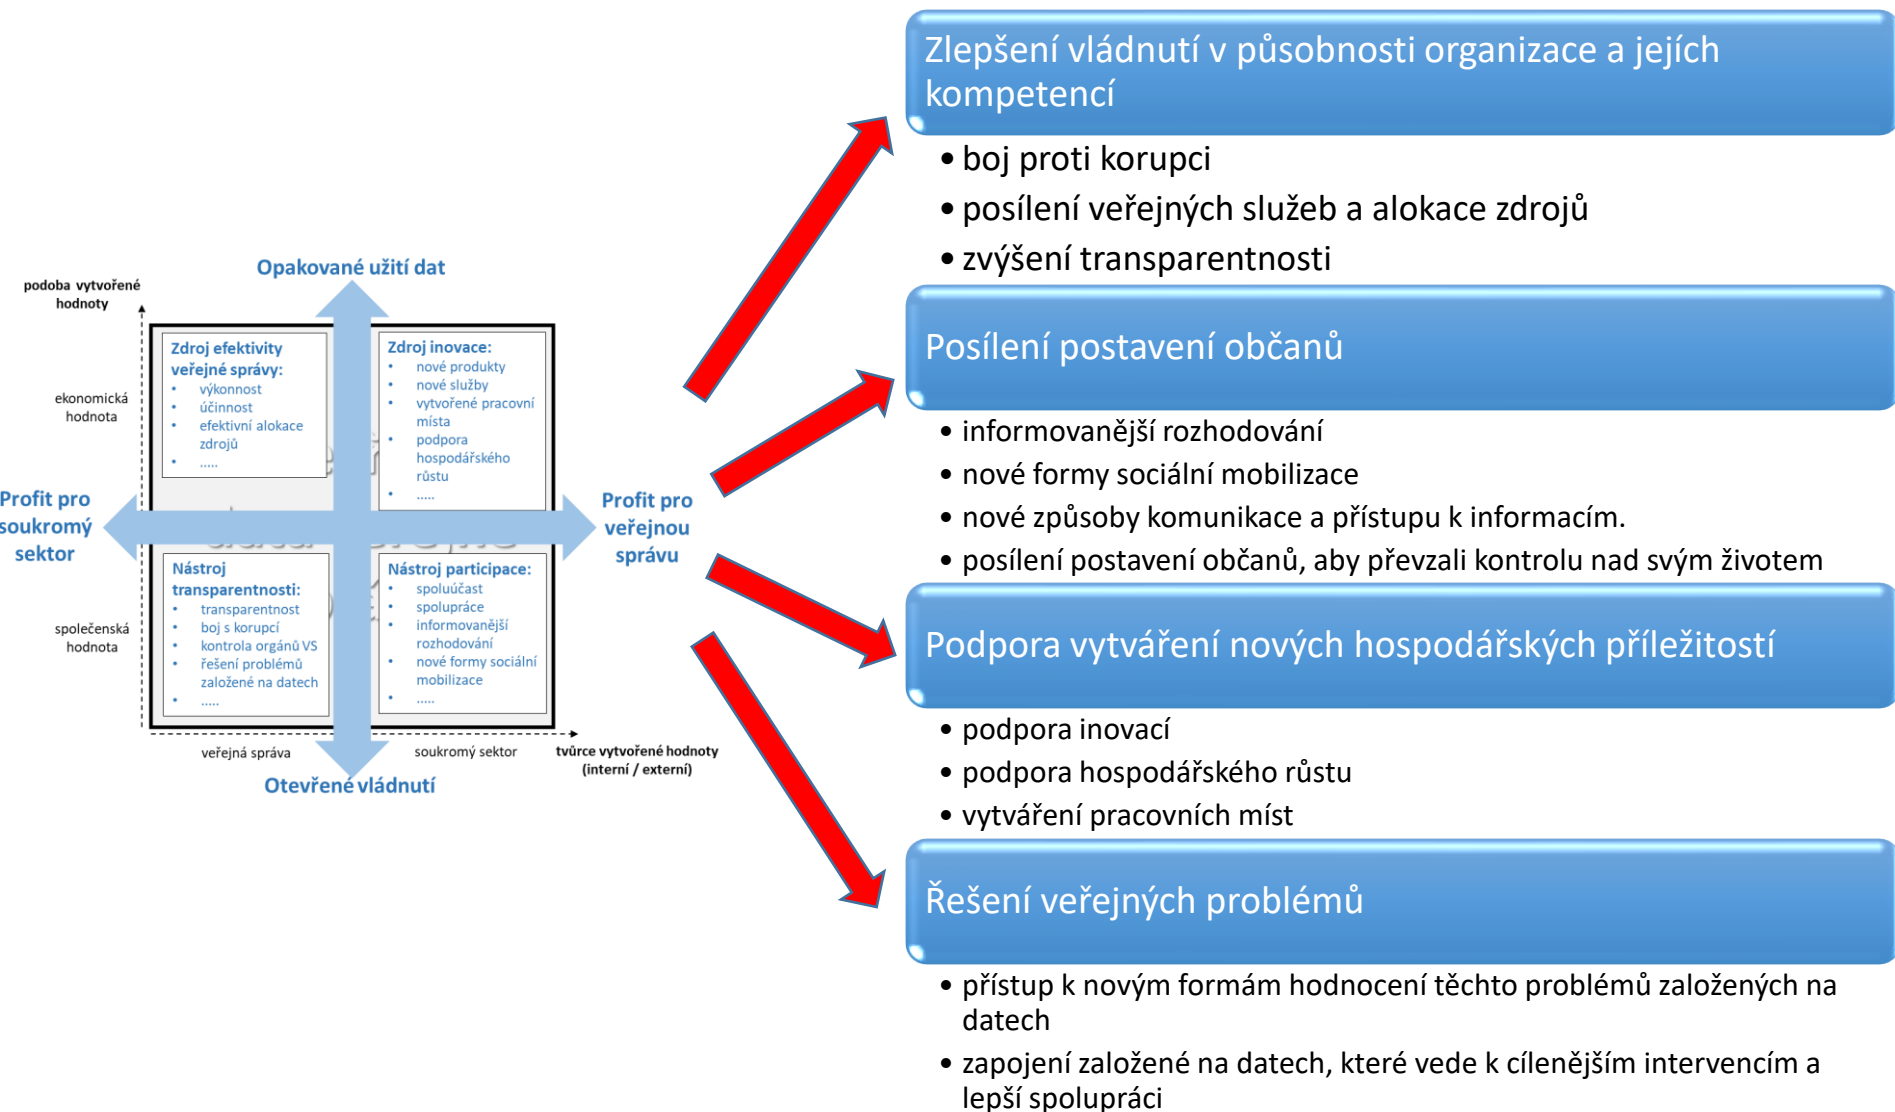 Opakované užití dat
podoba vytvořené
hodnoty
Zdroj efektivity
veřejné správy:
• výkonnost
• účinnost
• efektivní alokace
zdrojů
• .....
Zdroj inovace:
• nové produkty
• nové služby
• vytvořené pracovní
místa
• podpora
hospodářského
růstu
• .....
ekonomická
hodnota
Profit pro
soukromý
sektor
Profit pro
veřejnou
správu
Nástroj
transparentnosti:
• transparentnost
• boj s korupcí
• kontrola orgánů VS
• řešení problémů
založené na datech
• .....
Nástroj participace:
• spoluúčast
• spolupráce
• informovanější
rozhodování
• nové formy sociální
mobilizace
• .....
společenská
hodnota
veřejná správa
soukromý sektor
tvůrce vytvořené hodnoty
(interní / externí)
Otevřené vládnutí
Zlepšení vládnutí v působnosti organizace a jejích
kompetencí
• boj proti korupci
• posílení veřejných služeb a alokace zdrojů
• zvýšení transparentnosti
Posílení postavení občanů
• informovanější rozhodování
• nové formy sociální mobilizace
• nové způsoby komunikace a přístupu k informacím.
• posílení postavení občanů, aby převzali kontrolu nad svým životem
Podpora vytváření nových hospodářských příležitostí
• podpora inovací
• podpora hospodářského růstu
• vytváření pracovních míst
Řešení veřejných problémů
• přístup k novým formám hodnocení těchto problémů založených na
datech
• zapojení založené na datech, které vede k cílenějším intervencím a
lepší spolupráci